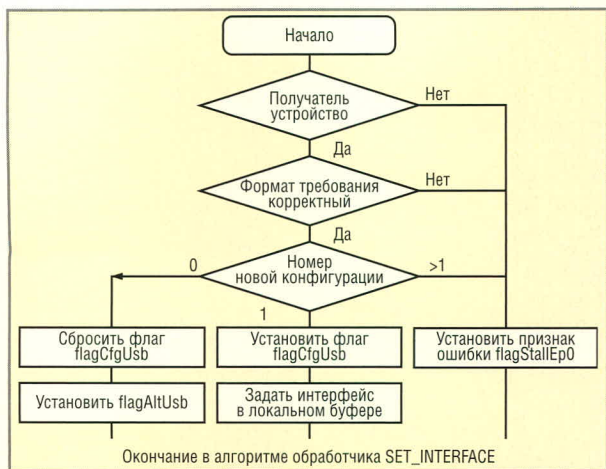 Начало
Получатель
устройство
Нет
Да
Формат требования
корректный
Нет
Да
Номер
новой конфигурации
0
>1
1
Сбросить флаг
flagCfgUsb
Установить флаг
flagCfgUsb
Установить признак
ошибки flagStallEp0
Установить flagAltUsb
Задать интерфейс
в локальном буфере
Окончание в алгоритме обработчика SET_INTERFACE